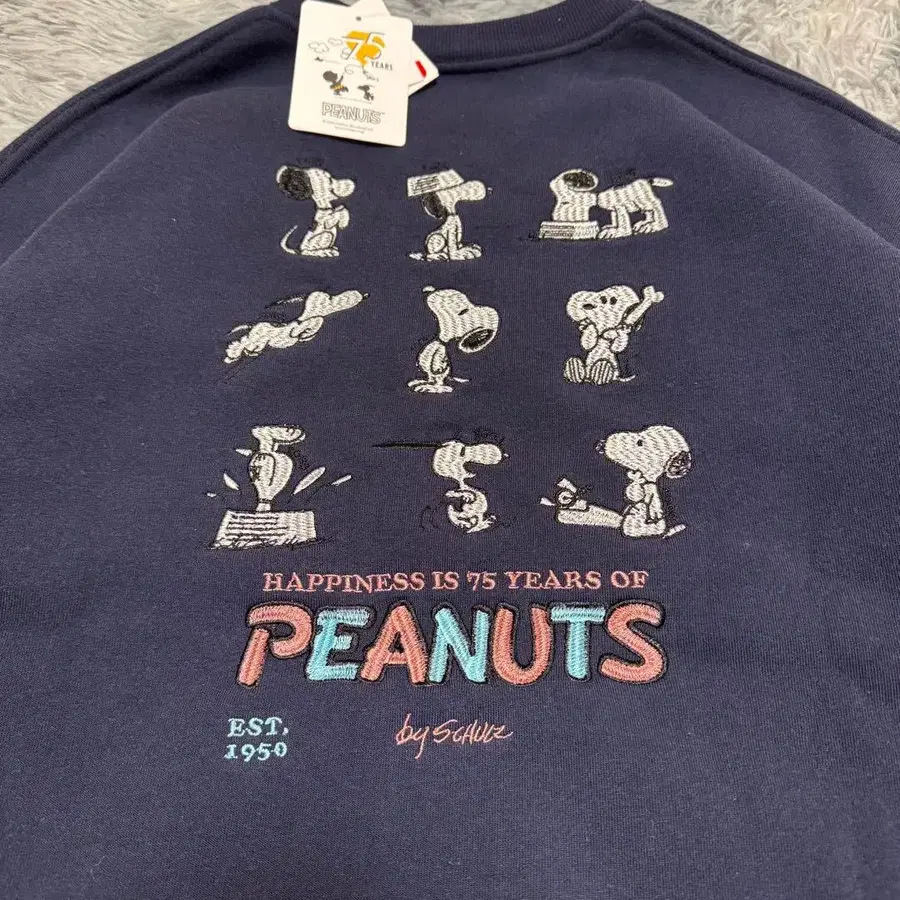 75
YEARS
PEANUTS
HAPPINESS IS 75 YEARS OF
PEANUTS
EST.
1950
by SCHULZ